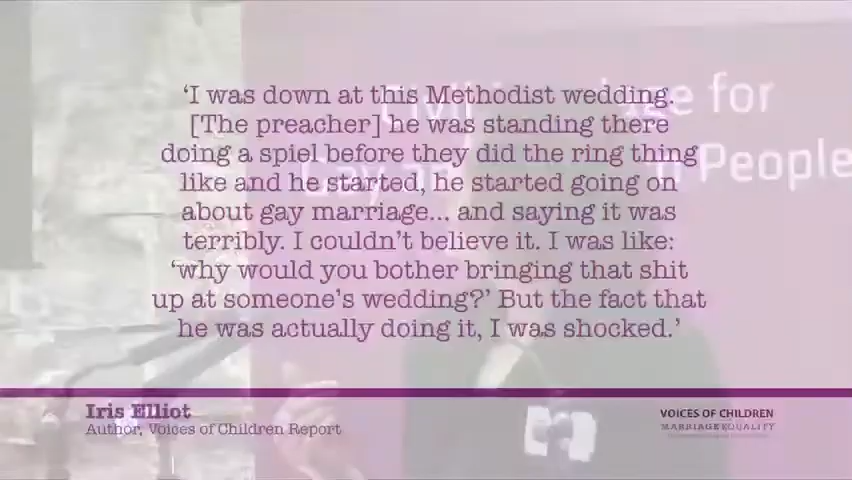 ‘I was down at this Methodist wedding.
[The preacher] he was standing there
doing a spiel before they did the ring thing
like and he started, he started going on
about gay marriage... and saying it was
terribly. I couldn’t believe it. I was like:
‘why would you bother bringing that shit
up at someone’s wedding?’ But the fact that
he was actually doing it, I was shocked.’
for
People
Iris Elliot
Author, Voices of Children Report
VOICES OF CHILDREN
MARRIAGE EQUALITY